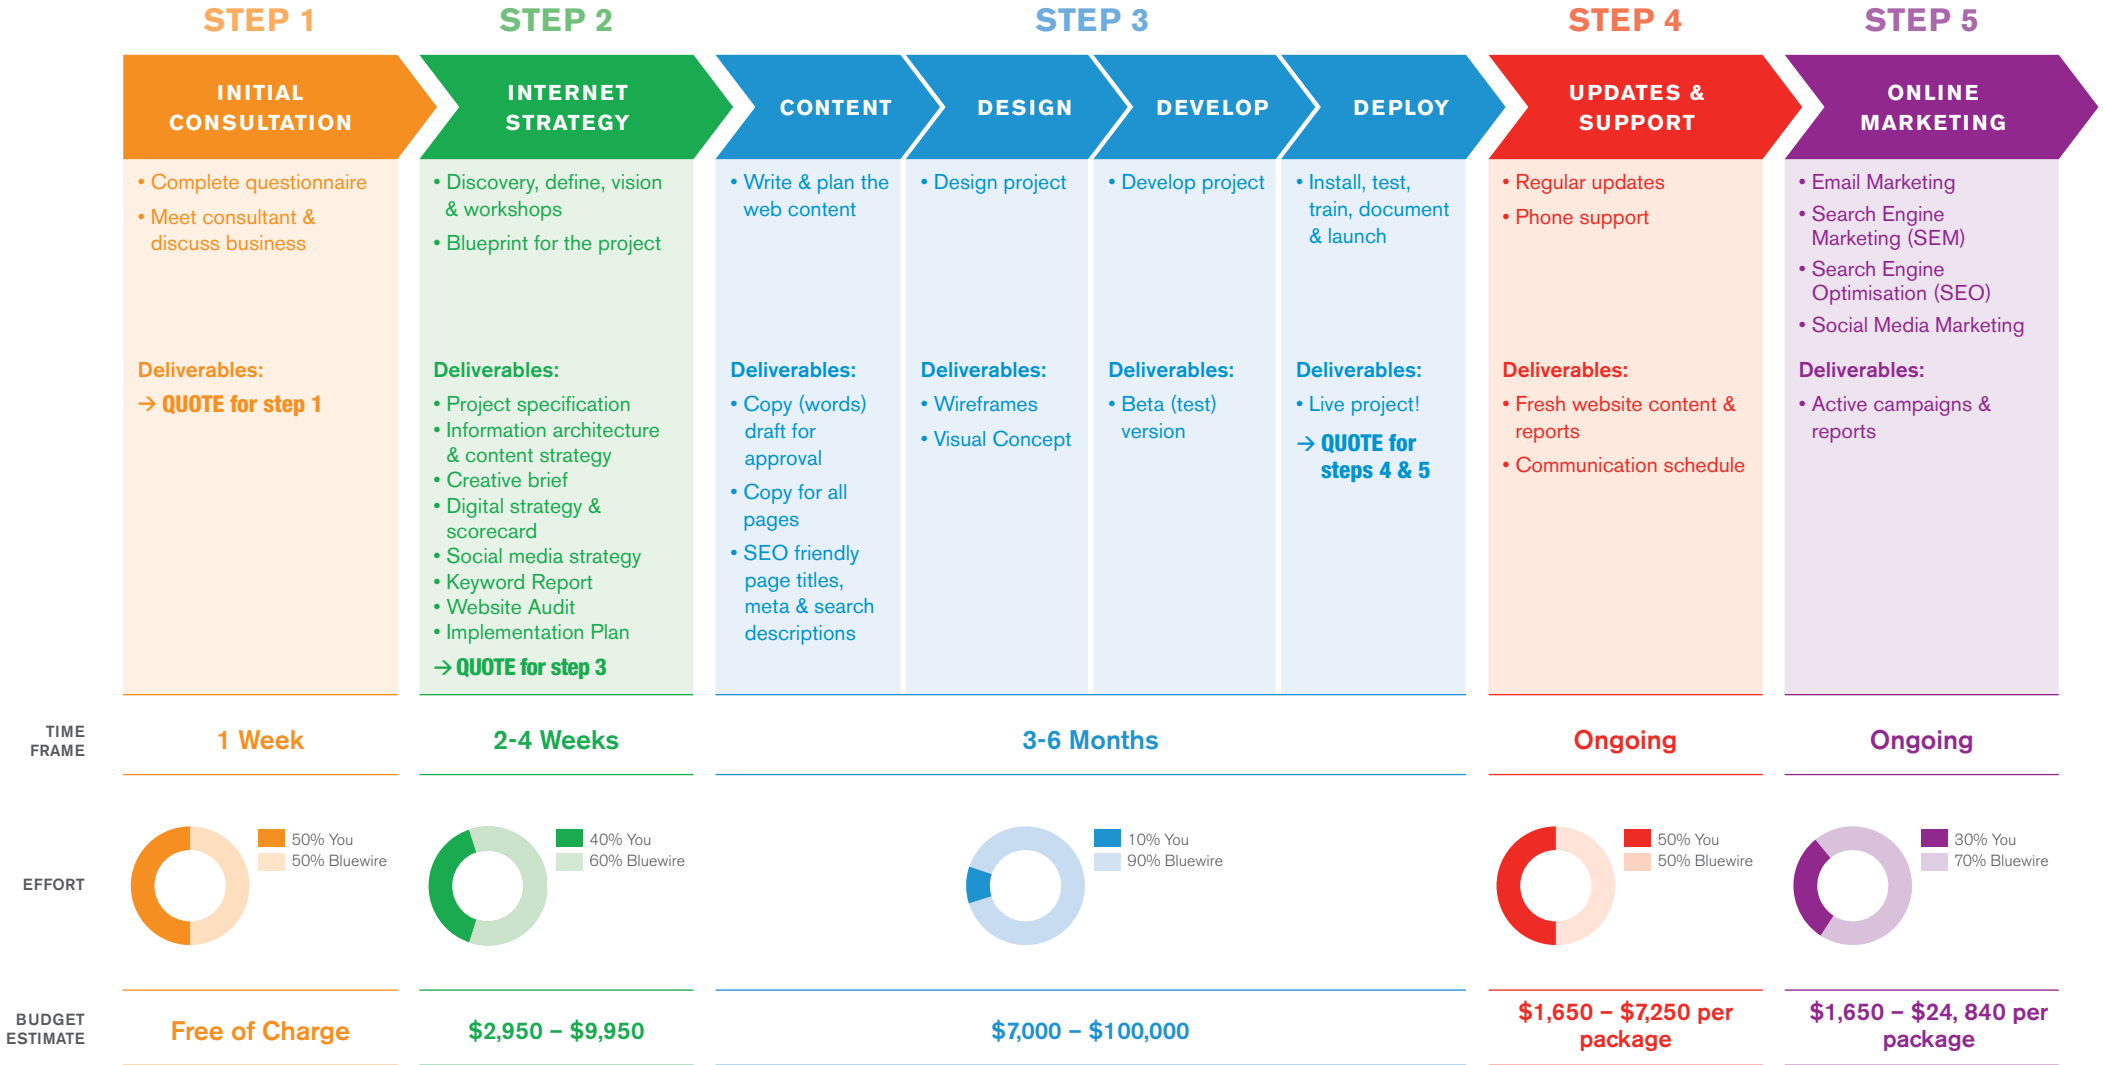 STEP 1
STEP 2
STEP 3
STEP 4
STEP 5
INITIAL
CONSULTATION
INTERNET
STRATEGY
CONTENT
DESIGN
DEVELOP
DEPLOY
UPDATES &
SUPPORT
ONLINE
MARKETING
• Complete questionnaire
• Meet consultant &
discuss business
Deliverables:
→ QUOTE for step 1
• Discovery, define, vision
& workshops
• Blueprint for the project
Deliverables:
• Project specification
• Information architecture
& content strategy
• Creative brief
• Digital strategy &
scorecard
• Social media strategy
• Keyword Report
• Website Audit
• Implementation Plan
→ QUOTE for step 3
• Write & plan the
web content
Deliverables:
• Copy (words)
draft for
approval
• Copy for all
pages
• SEO friendly
page titles,
meta & search
descriptions
• Design project
Deliverables:
• Wireframes
• Visual Concept
• Develop project
Deliverables:
• Beta (test)
version
• Install, test,
train, document
& launch
Deliverables:
• Live project!
→ QUOTE for
steps 4 & 5
• Regular updates
• Phone support
Deliverables:
• Fresh website content &
reports
• Communication schedule
• Email Marketing
• Search Engine
Marketing (SEM)
• Search Engine
Optimisation (SEO)
• Social Media Marketing
Deliverables:
• Active campaigns &
reports
TIME
FRAME
1 Week
2-4 Weeks
3-6 Months
Ongoing
Ongoing
EFFORT
50% You
50% Bluewire
40% You
60% Bluewire
10% You
90% Bluewire
50% You
50% Bluewire
30% You
70% Bluewire
BUDGET
ESTIMATE
Free of Charge
$2,950 – $9,950
$7,000 – $100,000
$1,650 – $7,250 per
package
$1,650 – $24, 840 per
package